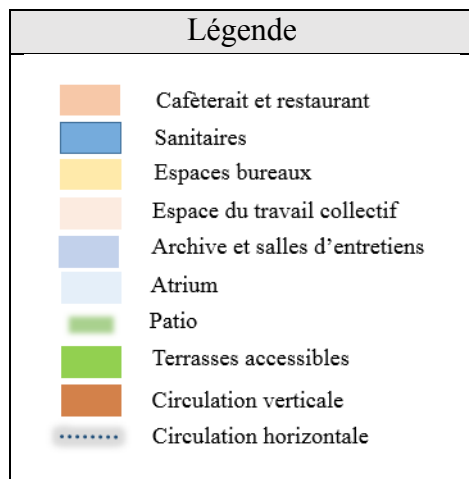 Légende
Cafèterait et restaurant
Sanitaires
Espaces bureaux
Espace du travail collectif
Archive et salles d’entretiens
Atrium
Patio
Terrasses accessibles
Circulation verticale
Circulation horizontale